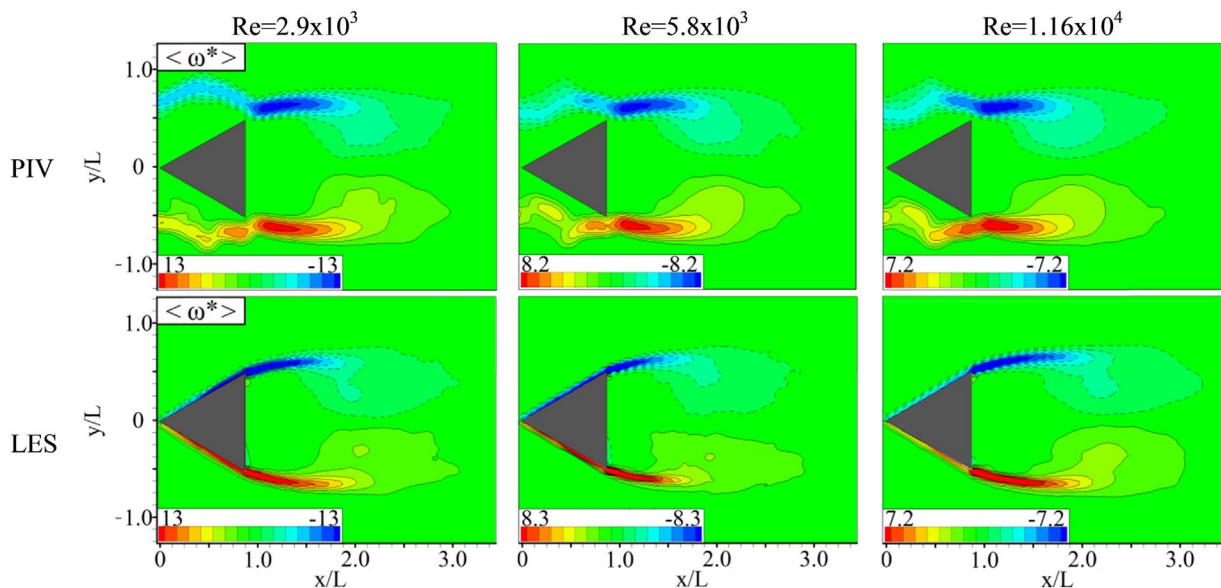 Re=2.9x10³ Re=5.8x10³ Re=1.16x10⁴
< ω* >
1.0
0
-1.0
y/L
PIV
13 -13
8.2 -8.2
7.2 -7.2
< ω* >
1.0
0
-1.0
y/L
LES
13 -13
8.3 -8.3
7.2 -7.2
0 1.0 2.0 3.0 0 1.0 2.0 3.0 0 1.0 2.0 3.0
x/L x/L x/L